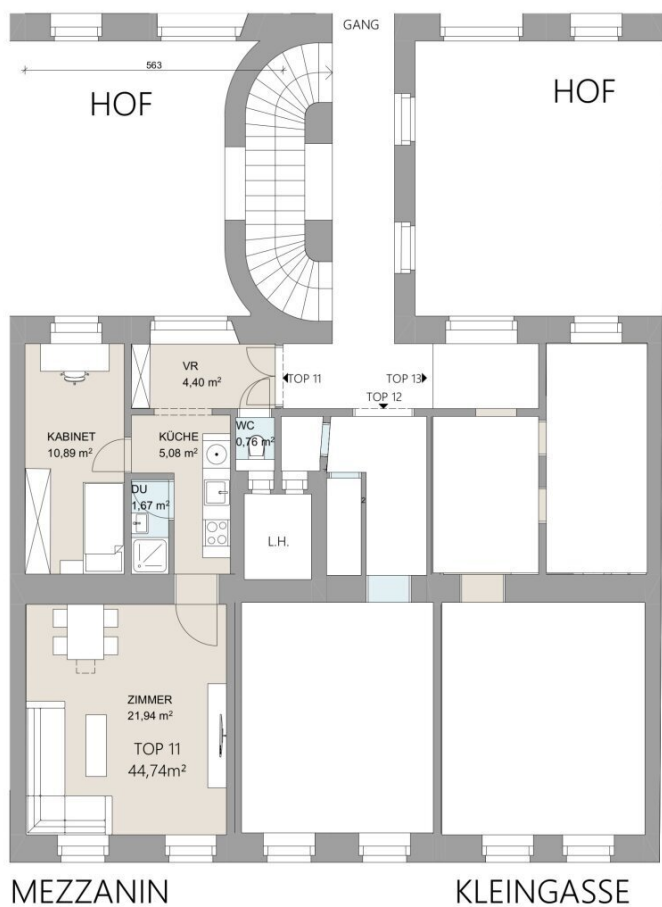 GANG
563
HOF
HOF
VR
4,40 m²
TOP 11
TOP 13
TOP 12
WC
0,76 m²
KABINET
10,89 m²
KÜCHE
5,08 m²
DU
1,67 m²
2
L.H.
ZIMMER
21,94 m²
TOP 11
44,74m²
MEZZANIN
KLEINGASSE